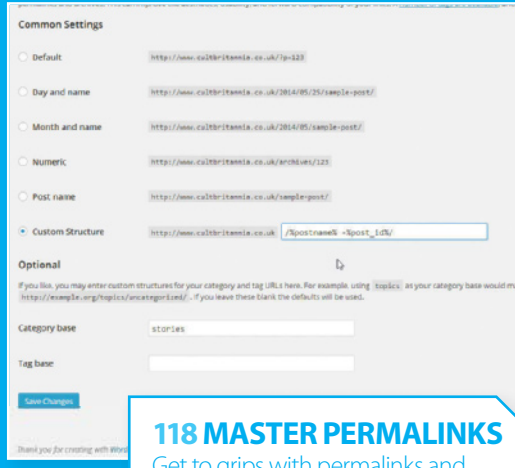 Common Settings
Default http://www.cultbritannia.co.uk/?p=123
Day and name http://www.cultbritannia.co.uk/2014/05/25/sample-post/
Month and name http://www.cultbritannia.co.uk/2014/05/sample-post/
Numeric http://www.cultbritannia.co.uk/archives/123
Post name http://www.cultbritannia.co.uk/sample-post/
Custom Structure http://www.cultbritannia.co.uk /%postname% -%post_id%/
Optional
If you like, you may enter custom structures for your category and tag URLs here. For example, using topics as your category base would
http://example.org/topics/uncategorized/ . If you leave these blank the defaults will be used.
Category base stories
Tag base
Save Changes
Thank you for creating with
118 MASTER PERMALINKS
Get to grips with permalinks and